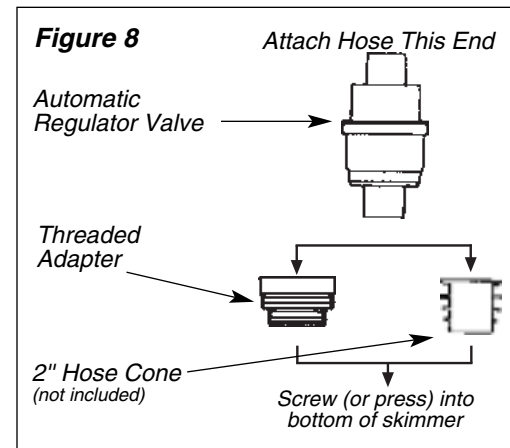 Figure 8
Attach Hose This End
Automatic
Regulator Valve
Threaded
Adapter
2" Hose Cone
(not included)
Screw (or press) into
bottom of skimmer